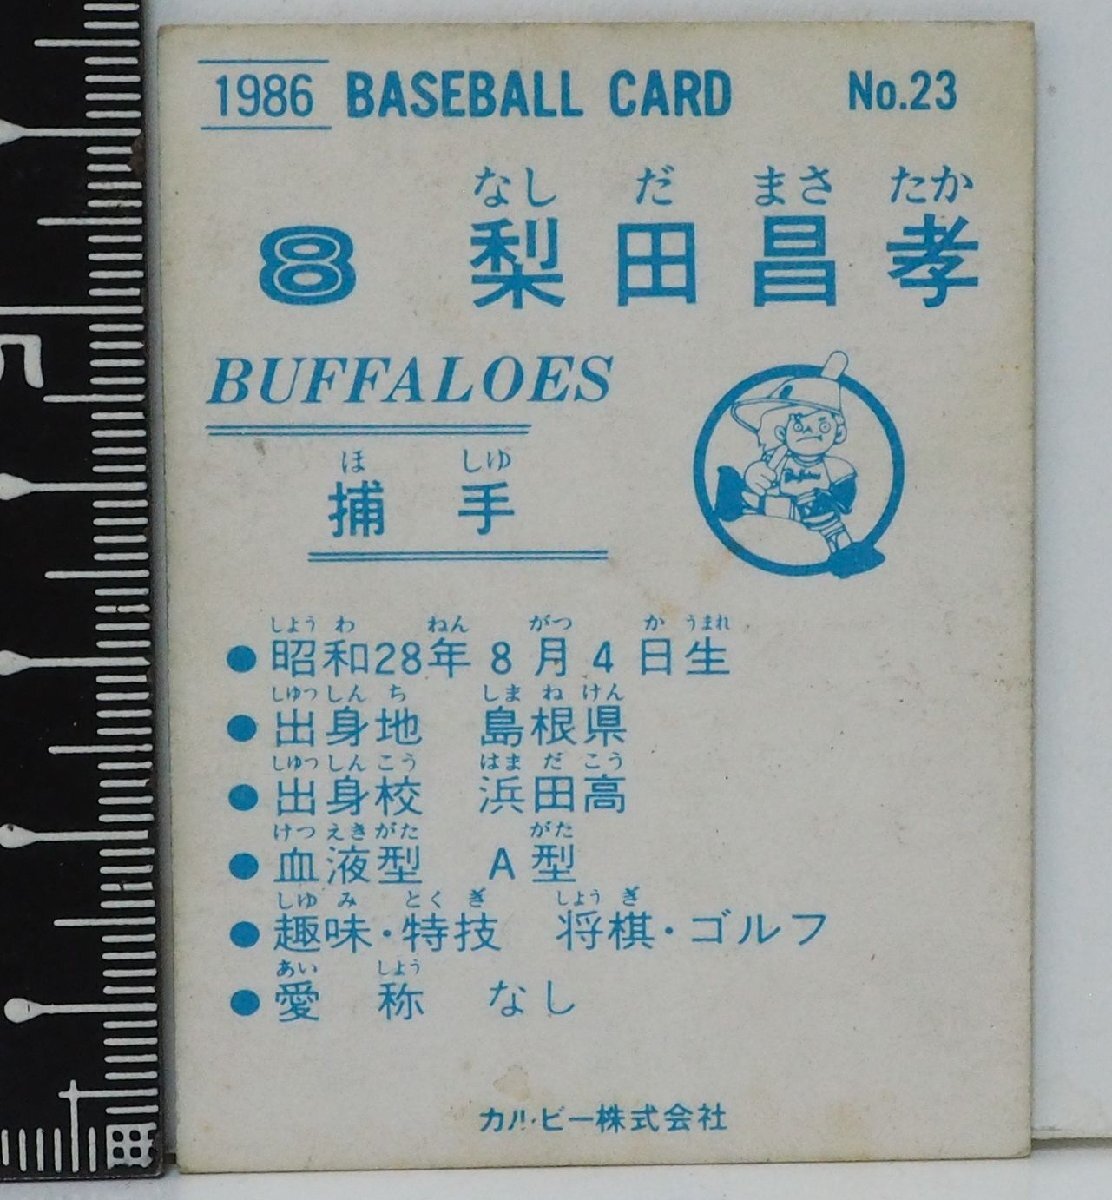 1986 BASEBALL CARD No.23
なし だ まさ たか
8 梨田昌孝
BUFFALOES
ほ しゆ
捕手
しょう わ ねん がつ か うまれ
●昭和28年8月4日生
しゆつ しん ち しま ね けん
●出身地 島根県
しゆつ しん こう はま だ こう
●出身校 浜田高
けつ えき がた がた
●血液型 A型
しゆ み とく ぎ しょう ぎ
●趣味・特技 将棋・ゴルフ
あい しょう
●愛称 なし
カルビー株式会社